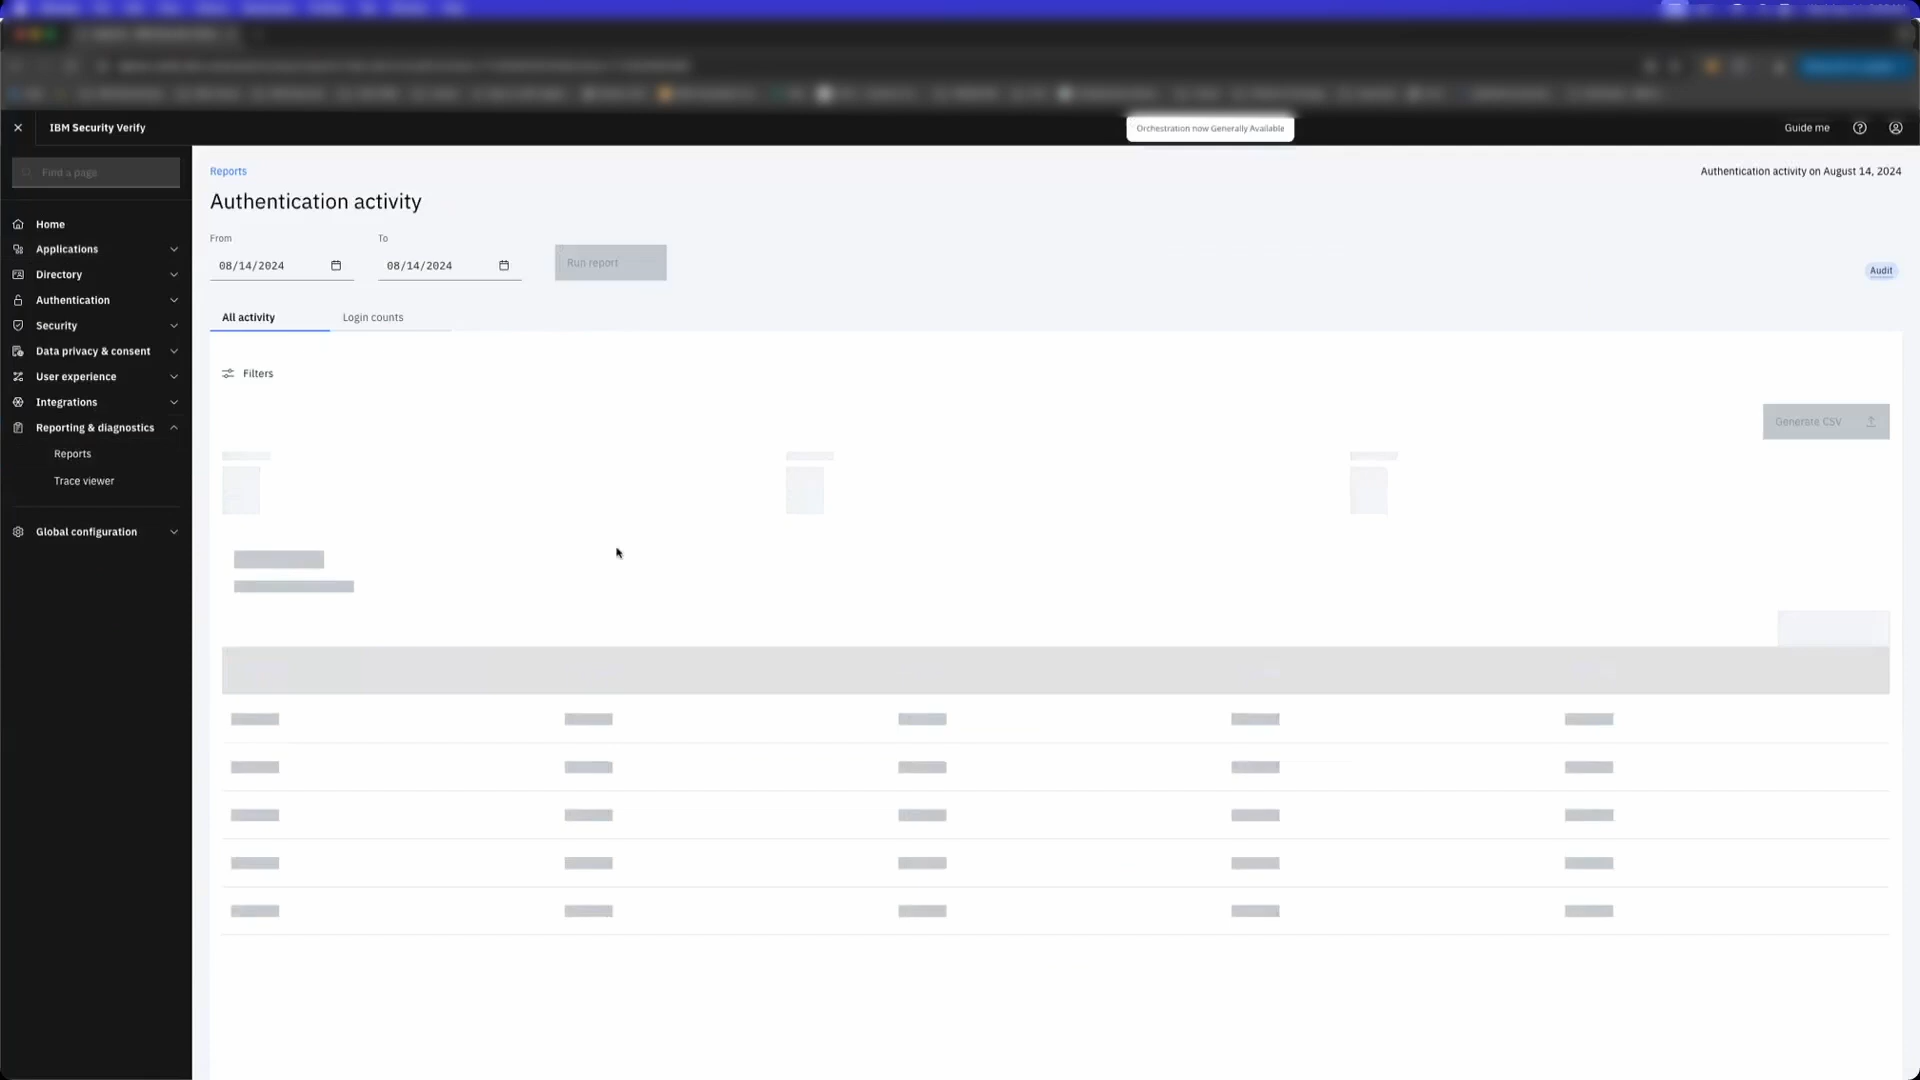 IBM Security Verify
Orchestration now Generally Available
Guide me
Find a page
Home
Applications
Directory
Authentication
Security
Data privacy & consent
User experience
Integrations
Reporting & diagnostics
Reports
Trace viewer
Global configuration
Reports
Authentication activity on August 14, 2024
Authentication activity
From
To
08/14/2024
08/14/2024
Run report
Audit
All activity
Login counts
Filters
Generate CSV